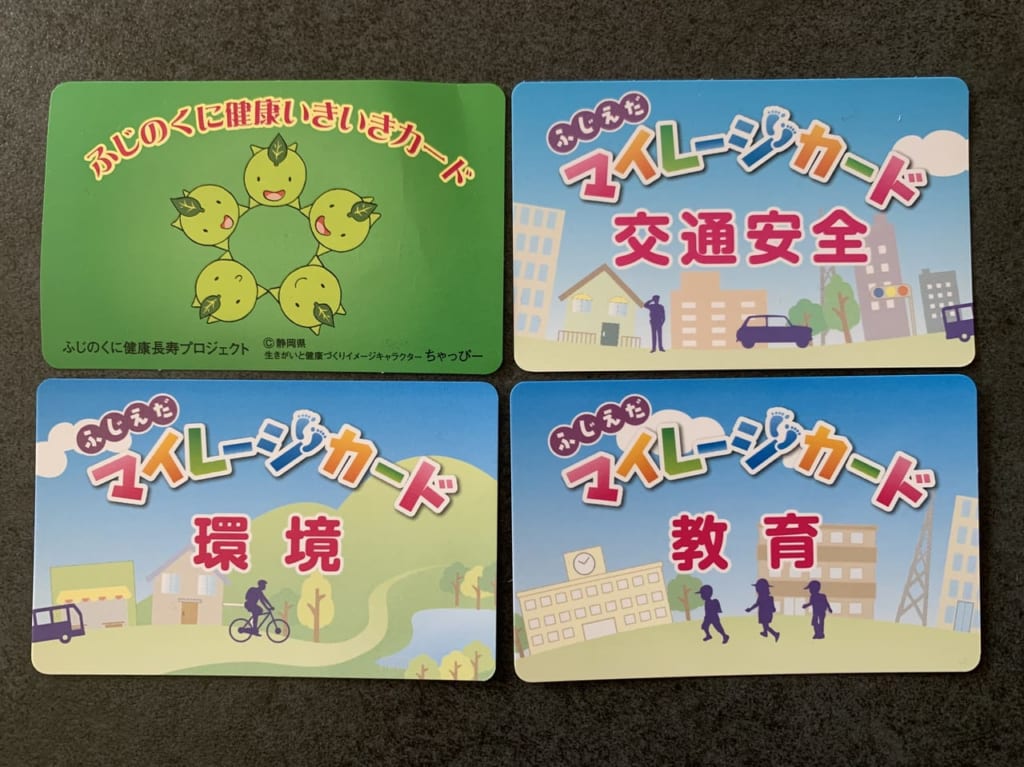 ふじのくに健康いきいきカード
ふじのくに健康長寿プロジェクト
©静岡県
生きがいと健康づくりイメージキャラクター ちゃっぴー
ふじえだ
マイレージカード
交通安全
ふじえだ
マイレージカード
環境
ふじえだ
マイレージカード
教育